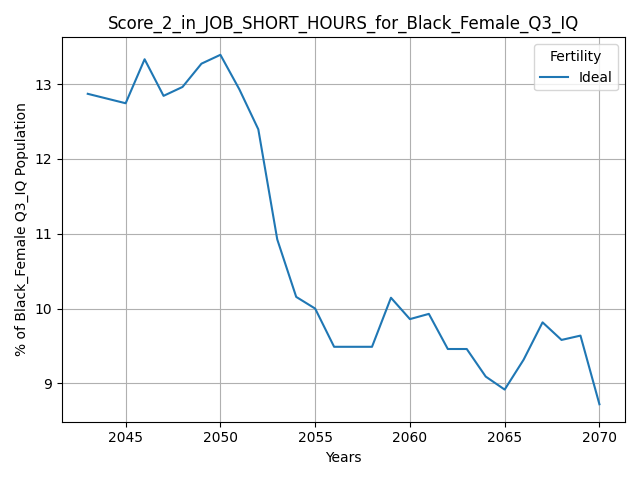 Score_2_in_JOB_SHORT_HOURS_for_Black_Female_Q3_IQ
Fertility
Ideal
% of Black_Female Q3_IQ Population
13
12
11
10
9
2045 2050 2055 2060 2065 2070
Years